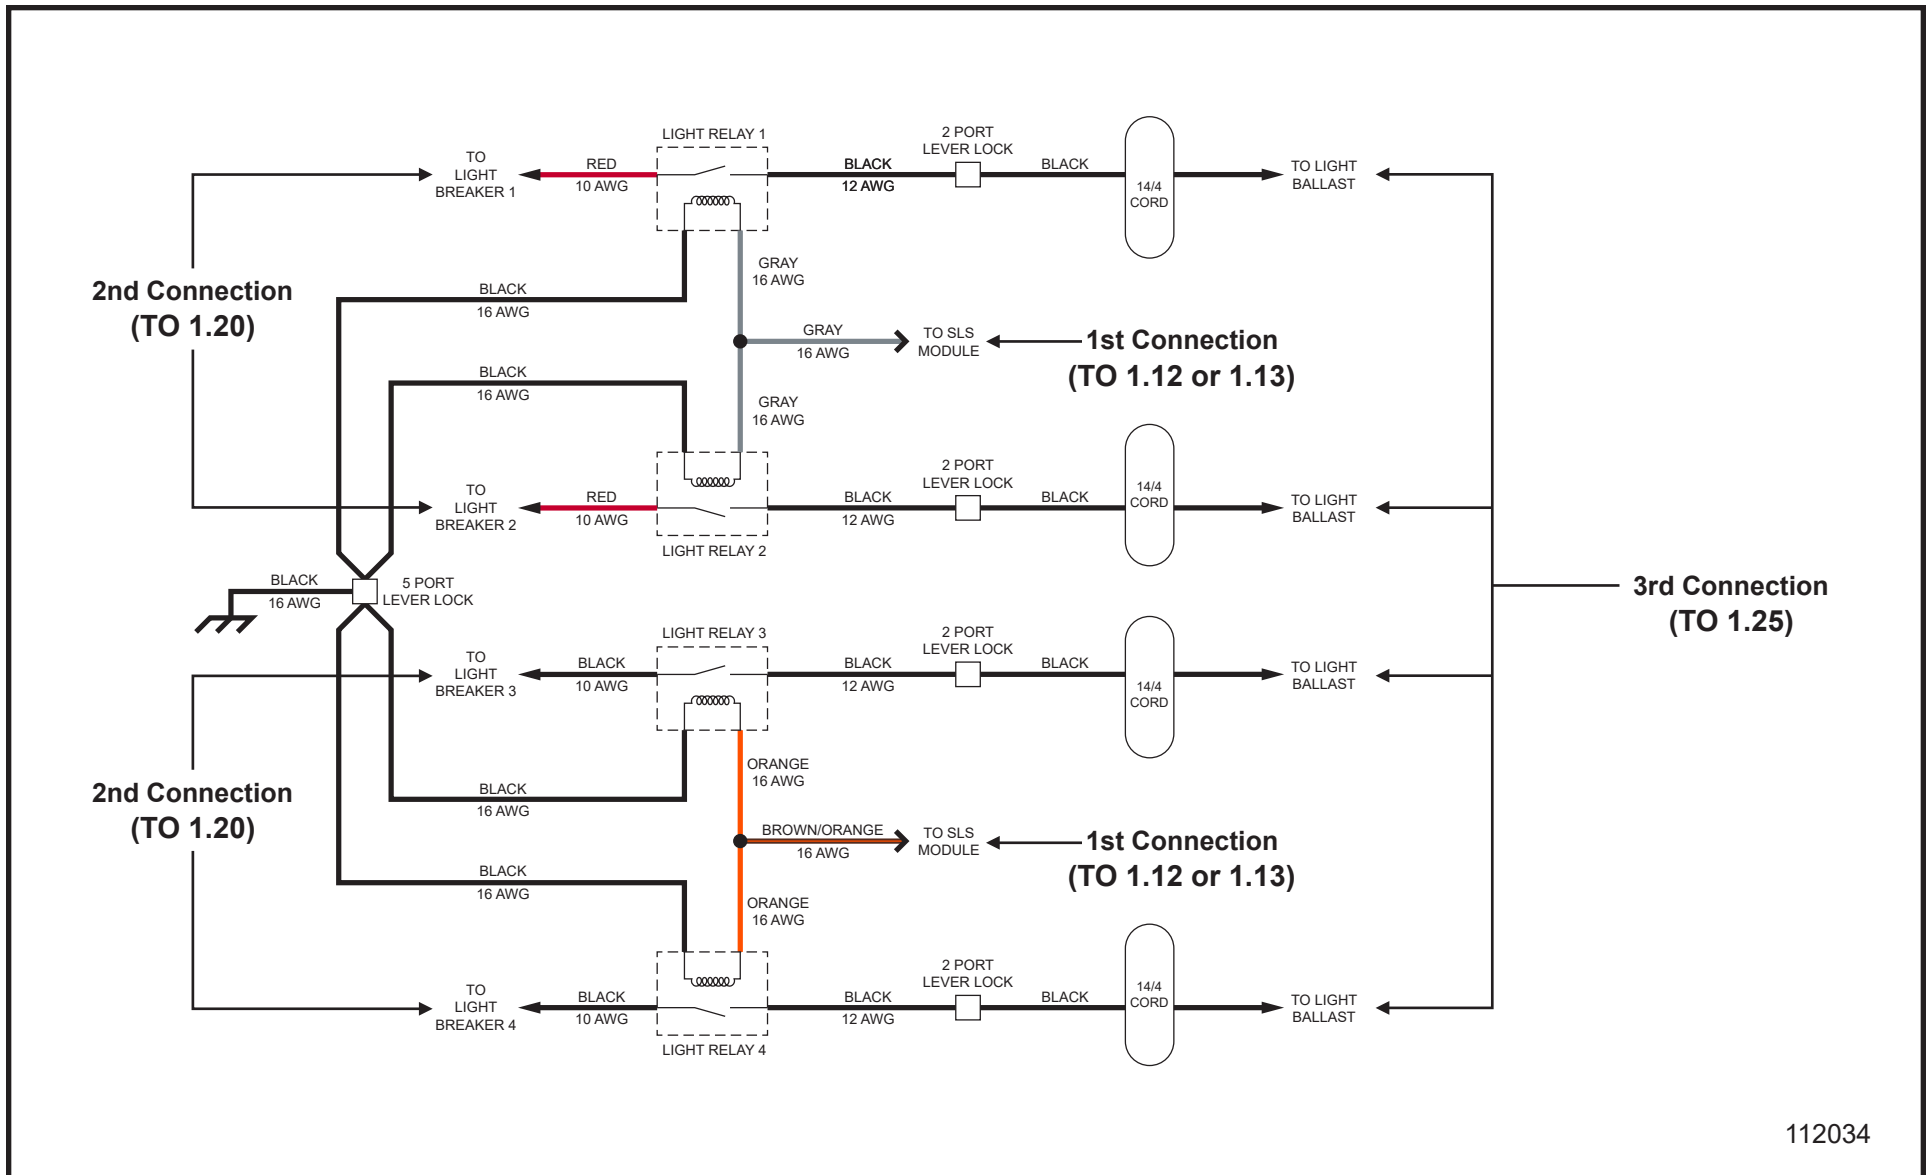 LIGHT RELAY 1
TO
LIGHT
BREAKER 1
RED
10 AWG
BLACK
12 AWG
2 PORT
LEVER LOCK
BLACK
14/4
CORD
TO LIGHT
BALLAST
GRAY
16 AWG
2nd Connection
(TO 1.20)
BLACK
16 AWG
GRAY
16 AWG
TO SLS
MODULE
1st Connection
(TO 1.12 or 1.13)
BLACK
16 AWG
GRAY
16 AWG
TO
LIGHT
BREAKER 2
RED
10 AWG
LIGHT RELAY 2
BLACK
12 AWG
2 PORT
LEVER LOCK
BLACK
14/4
CORD
TO LIGHT
BALLAST
BLACK
16 AWG
5 PORT
LEVER LOCK
3rd Connection
(TO 1.25)
LIGHT RELAY 3
TO
LIGHT
BREAKER 3
BLACK
10 AWG
BLACK
12 AWG
2 PORT
LEVER LOCK
BLACK
14/4
CORD
TO LIGHT
BALLAST
ORANGE
16 AWG
2nd Connection
(TO 1.20)
BLACK
16 AWG
BROWN/ORANGE
16 AWG
TO SLS
MODULE
1st Connection
(TO 1.12 or 1.13)
BLACK
16 AWG
ORANGE
16 AWG
TO
LIGHT
BREAKER 4
BLACK
10 AWG
LIGHT RELAY 4
BLACK
12 AWG
2 PORT
LEVER LOCK
BLACK
14/4
CORD
TO LIGHT
BALLAST
112034